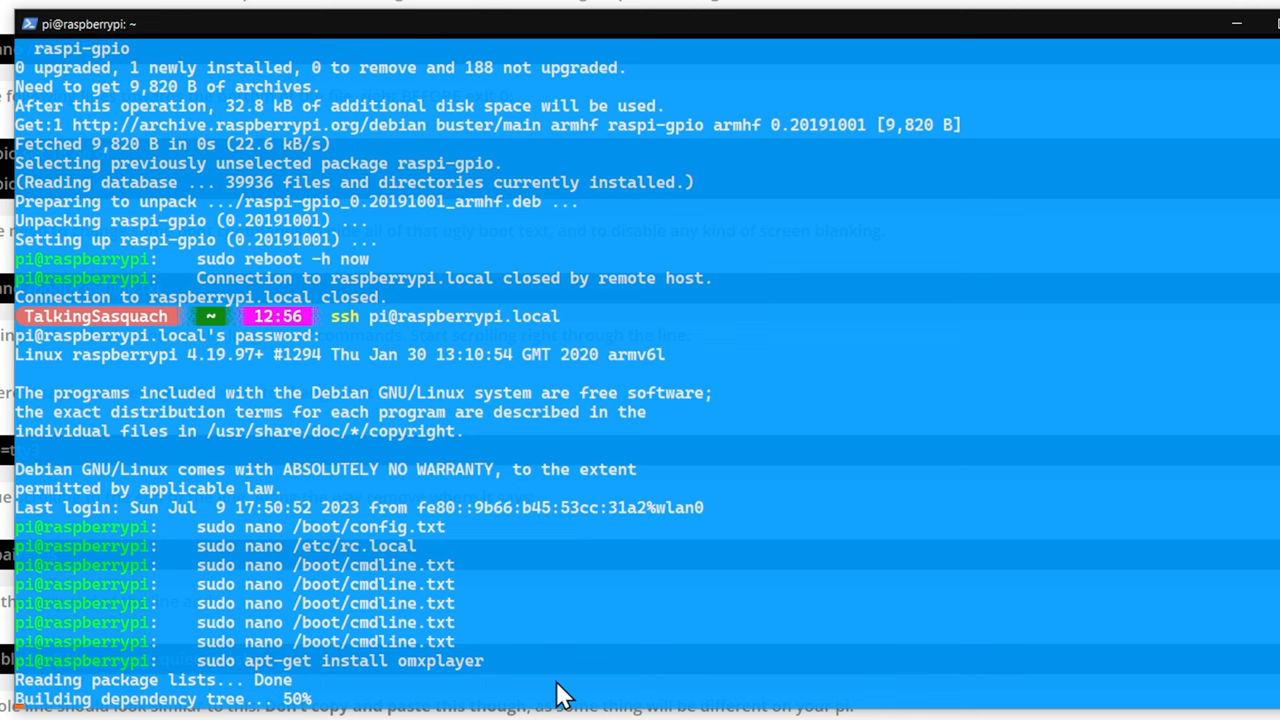 pi@raspberrypi: ~
raspi-gpio
0 upgraded, 1 newly installed, 0 to remove and 188 not upgraded.
Need to get 9,820 B of archives.
After this operation, 32.8 kB of additional disk space will be used.
Get:1 http://archive.raspberrypi.org/debian buster/main armhf raspi-gpio armhf 0.20191001 [9,820 B]
Fetched 9,820 B in 0s (22.6 kB/s)
Selecting previously unselected package raspi-gpio.
(Reading database ... 39936 files and directories currently installed.)
Preparing to unpack .../raspi-gpio_0.20191001_armhf.deb ...
Unpacking raspi-gpio (0.20191001) ...
Setting up raspi-gpio (0.20191001) ...
pi@raspberrypi: sudo reboot -h now
pi@raspberrypi: Connection to raspberrypi.local closed by remote host.
Connection to raspberrypi.local closed.
TalkingSasquach ~ 12:56 ssh pi@raspberrypi.local
pi@raspberrypi.local's password:
Linux raspberrypi 4.19.97+ #1294 Thu Jan 30 13:10:54 GMT 2020 armv6l
The programs included with the Debian GNU/Linux system are free software;
the exact distribution terms for each program are described in the
individual files in /usr/share/doc/*/copyright.
Debian GNU/Linux comes with ABSOLUTELY NO WARRANTY, to the extent
permitted by applicable law.
Last login: Sun Jul  9 17:50:52 2023 from fe80::9b66:b45:53cc:31a2%wlan0
pi@raspberrypi: sudo nano /boot/config.txt
pi@raspberrypi: sudo nano /etc/rc.local
pi@raspberrypi: sudo nano /boot/cmdline.txt
pi@raspberrypi: sudo nano /boot/cmdline.txt
pi@raspberrypi: sudo nano /boot/cmdline.txt
pi@raspberrypi: sudo nano /boot/cmdline.txt
pi@raspberrypi: sudo nano /boot/cmdline.txt
pi@raspberrypi: sudo apt-get install omxplayer
Reading package lists... Done
Building dependency tree... 50%